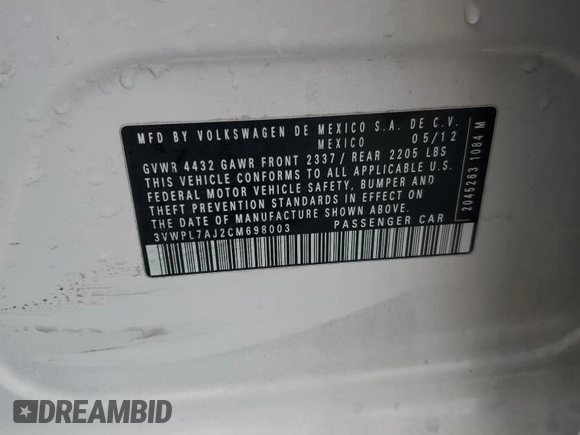 MFD BY VOLKSWAGEN DE MEXICO S.A. DE C.V.
MEXICO 05/12
GVWR 4432 GAWR FRONT 2337/ REAR 2205 LBS
THIS VEHICLE CONFORMS TO ALL APPLICABLE U.S.
FEDERAL MOTOR VEHICLE SAFETY, BUMPER AND
THEFT PREVENTION STANDARDS IN EFFECT ON
DATE OF MANUFACTURE SHOWN ABOVE.
3VWPL7AJ2CM698003 PASSENGER CAR
2045263 1084 M
DREAMBID